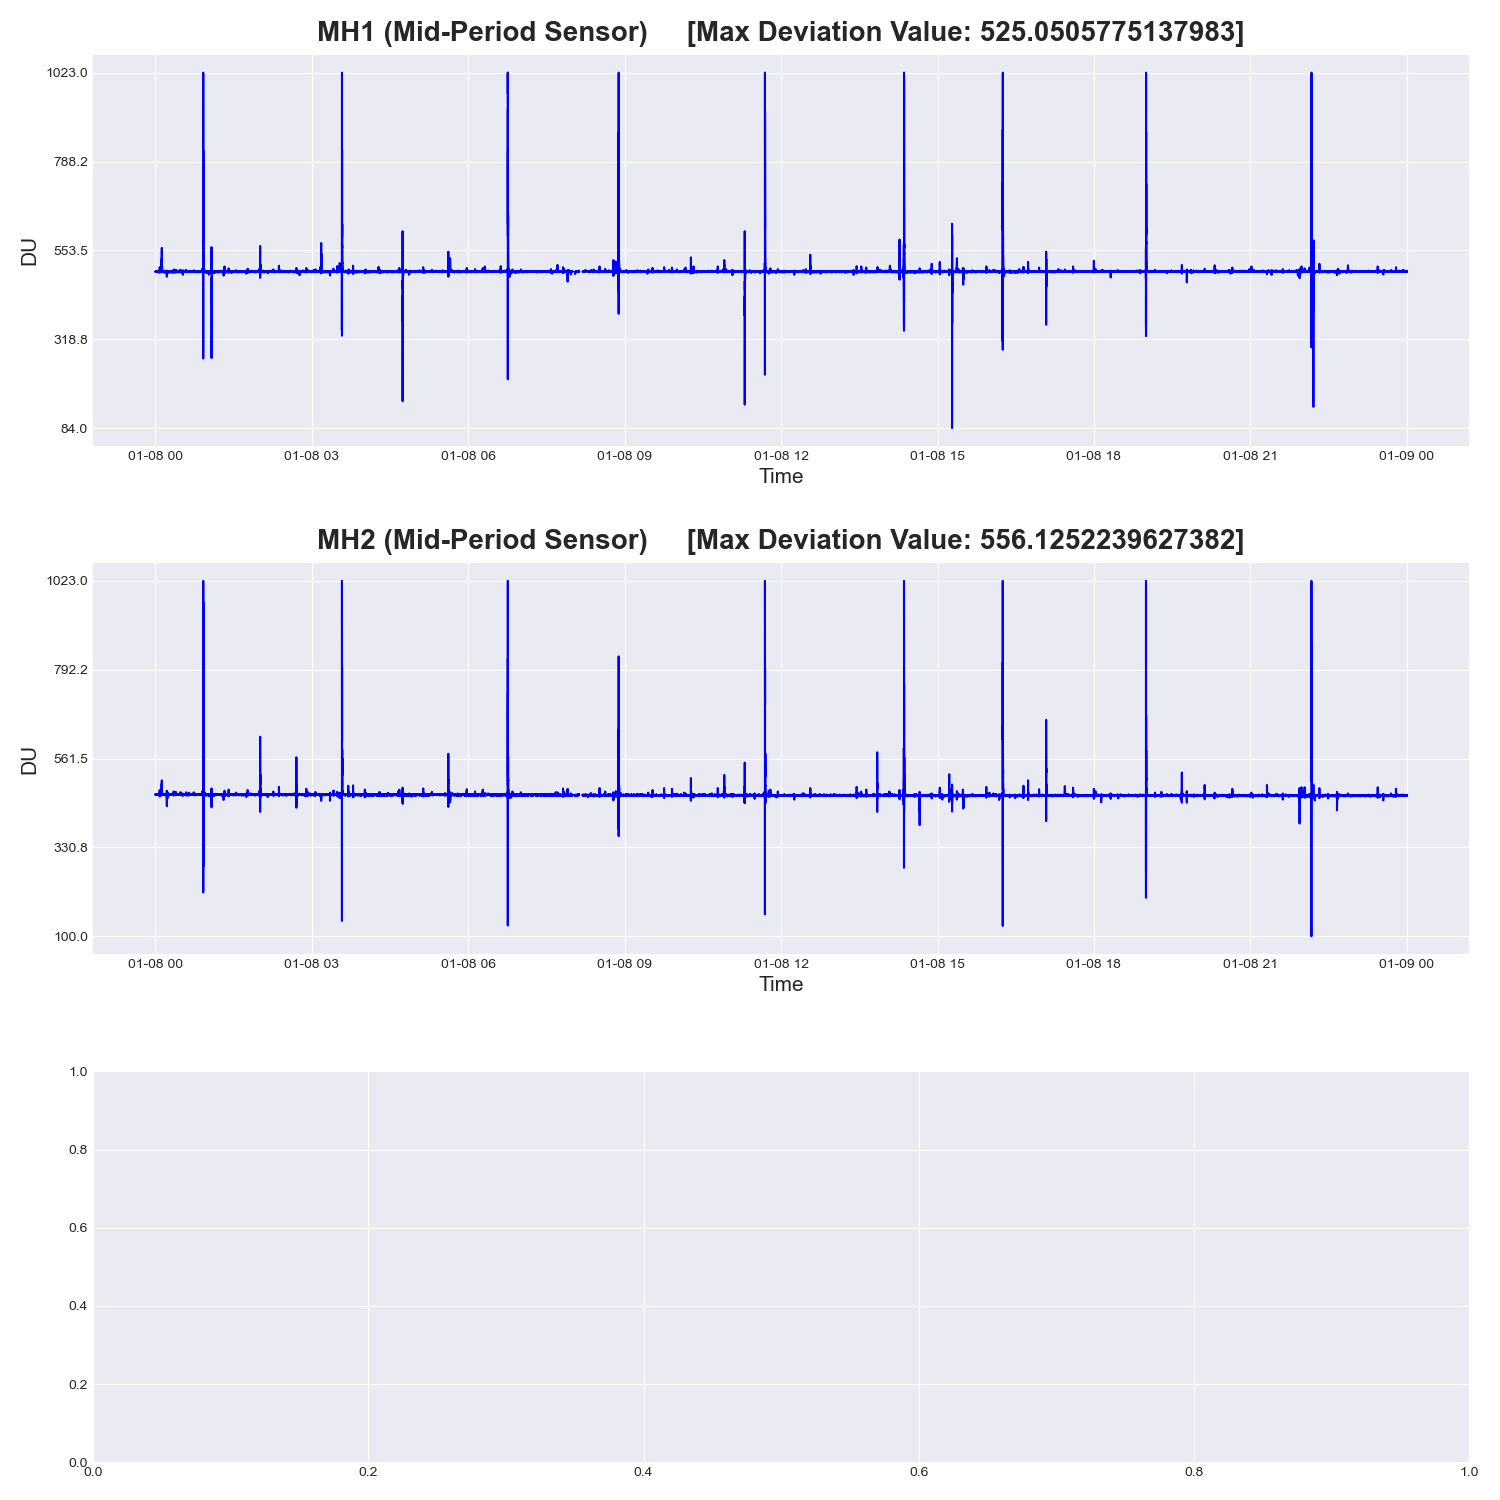 MH1 (Mid-Period Sensor) [Max Deviation Value: 525.0505775137983]
1023.0
788.2
553.5
318.8
84.0
DU
01-08 00 01-08 03 01-08 06 01-08 09 01-08 12 01-08 15 01-08 18 01-08 21 01-09 00
Time
MH2 (Mid-Period Sensor) [Max Deviation Value: 556.1252239627382]
1023.0
792.2
561.5
330.8
100.0
DU
01-08 00 01-08 03 01-08 06 01-08 09 01-08 12 01-08 15 01-08 18 01-08 21 01-09 00
Time
1.0
0.8
0.6
0.4
0.2
0.0
0.0 0.2 0.4 0.6 0.8 1.0